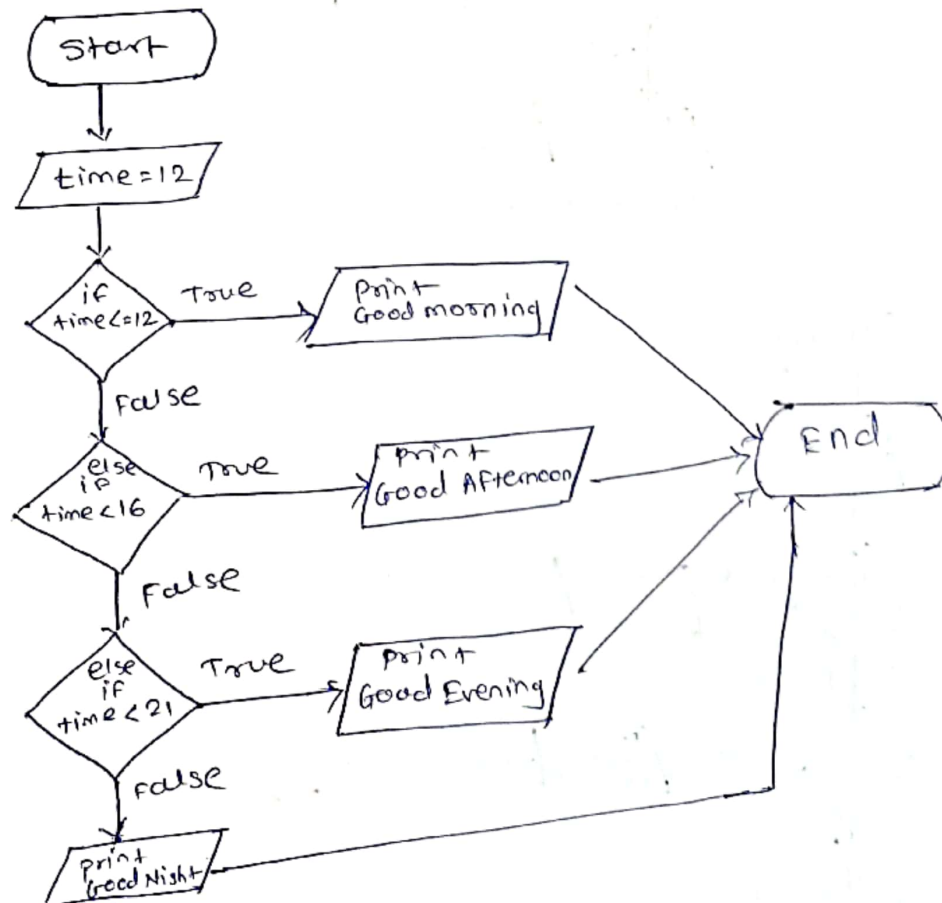 Start
time=12
if
time<=12
True
Print
Good morning
False
End
else
if
time<16
True
print
Good Afternoon
False
else
if
time<21
True
print
Good Evening
False
print
Good Night